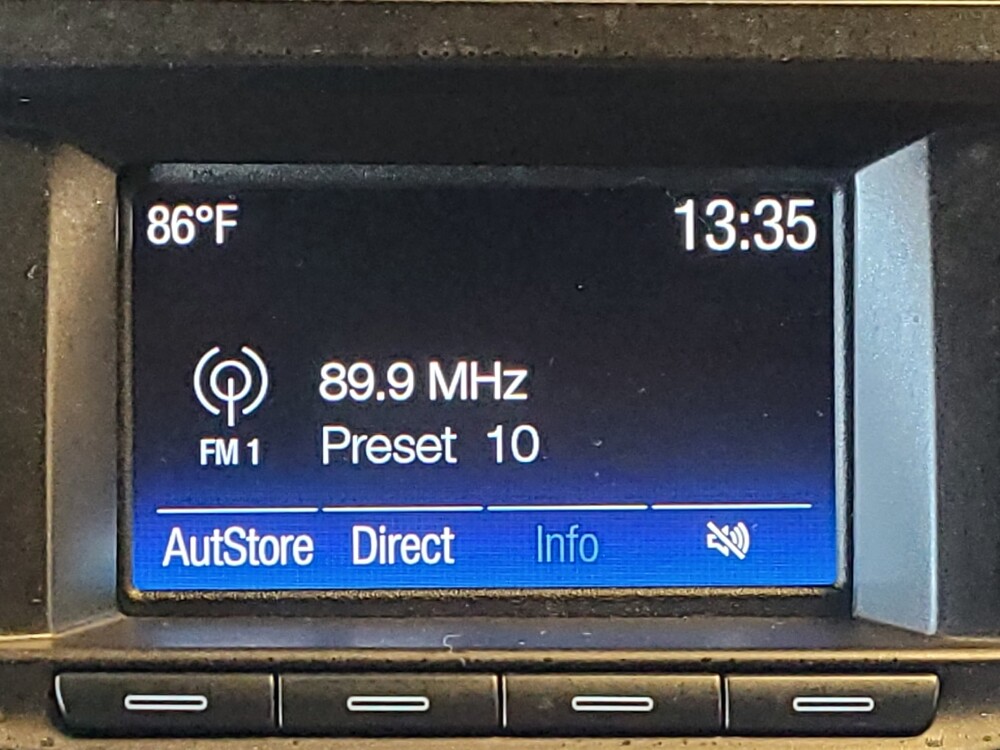 86°F 13:35
89.9 MHz
FM 1 Preset 10
AutStore Direct Info